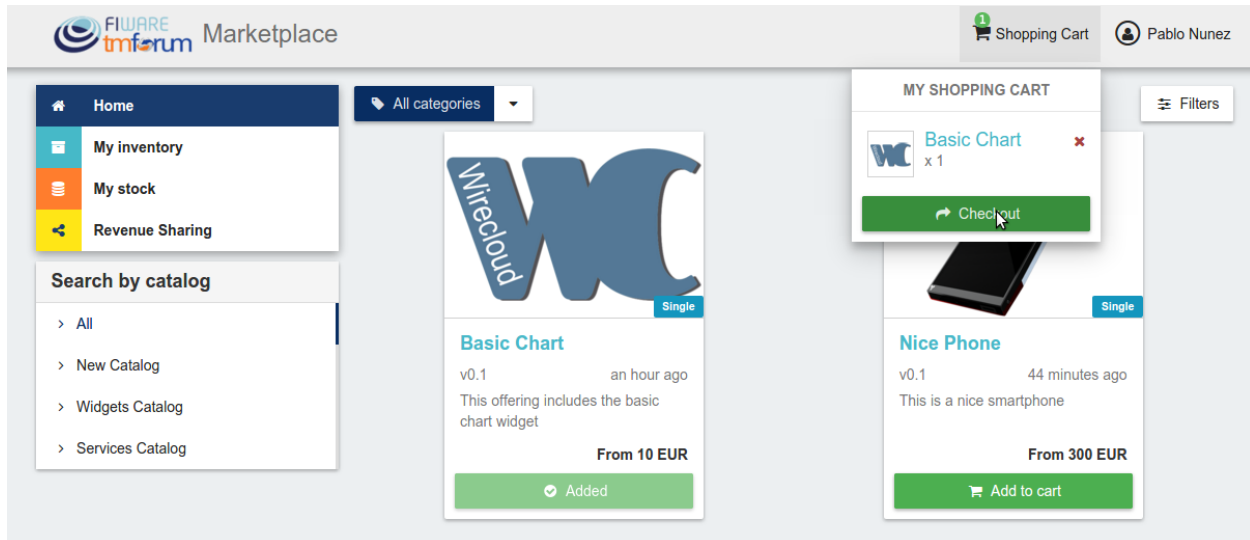 FIWARE
tmforum Marketplace
1
Shopping Cart
Pablo Nunez
Home
My inventory
My stock
Revenue Sharing
Search by catalog
All
New Catalog
Widgets Catalog
Services Catalog
All categories
Filters
MY SHOPPING CART
Basic Chart
x 1
Checkout
Wirecloud
WC
Single
Basic Chart
v0.1 an hour ago
This offering includes the basic
chart widget
From 10 EUR
Added
Single
Nice Phone
v0.1 44 minutes ago
This is a nice smartphone
From 300 EUR
Add to cart